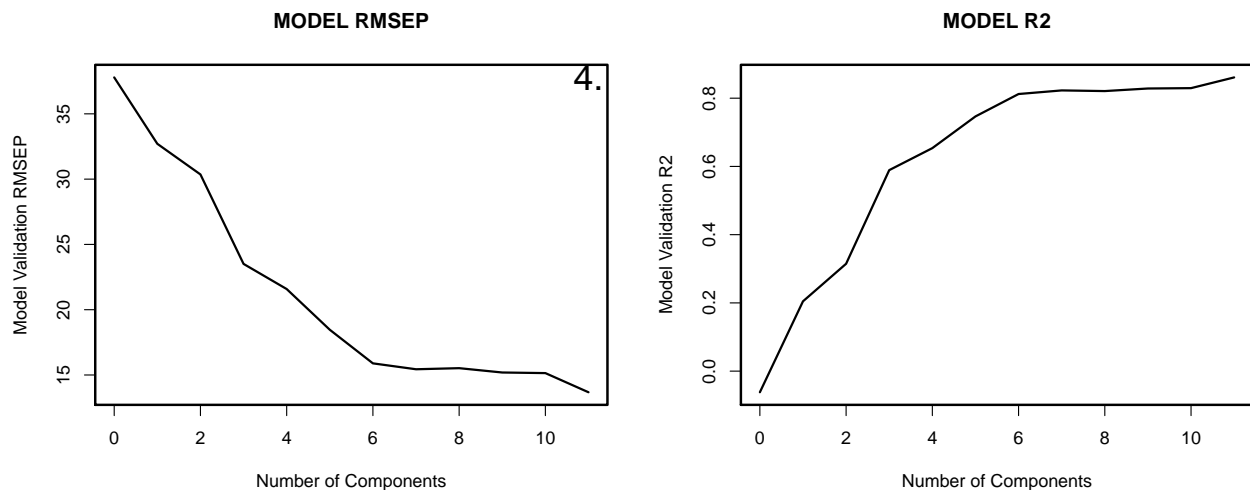 MODEL RMSEP
4.
Model Validation RMSEP
35
30
25
20
15
0 2 4 6 8 10
Number of Components
MODEL R2
Model Validation R2
0.8
0.6
0.4
0.2
0.0
0 2 4 6 8 10
Number of Components